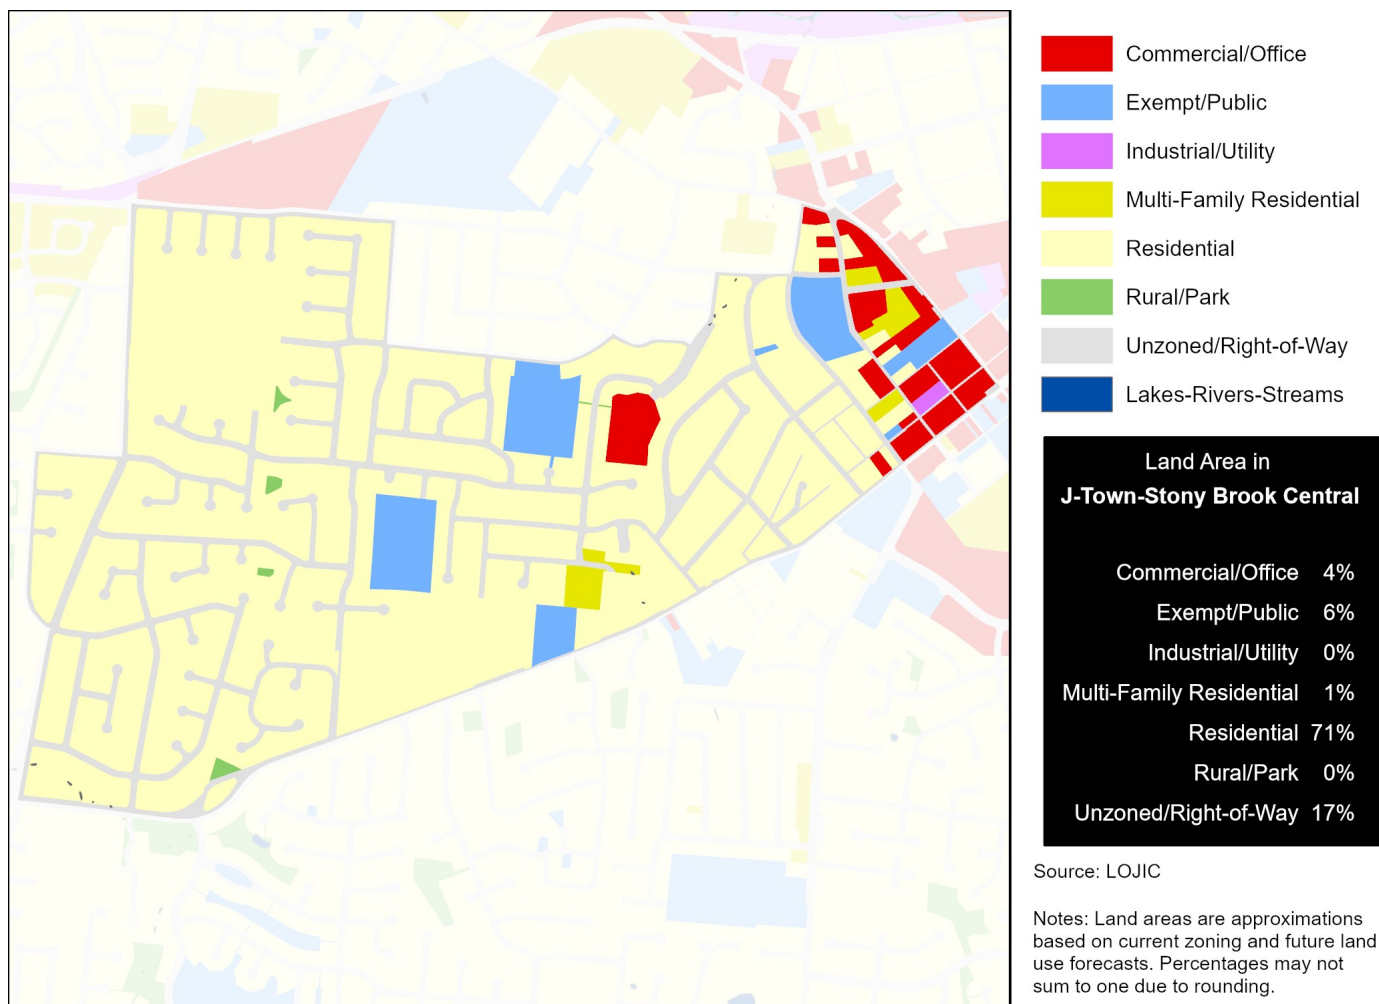 Commercial/Office
Exempt/Public
Industrial/Utility
Multi-Family Residential
Residential
Rural/Park
Unzoned/Right-of-Way
Lakes-Rivers-Streams
Land Area in
J-Town-Stony Brook Central
Commercial/Office 4%
Exempt/Public 6%
Industrial/Utility 0%
Multi-Family Residential 1%
Residential 71%
Rural/Park 0%
Unzoned/Right-of-Way 17%
Source: LOJIC
Notes: Land areas are approximations
based on current zoning and future land
use forecasts. Percentages may not
sum to one due to rounding.